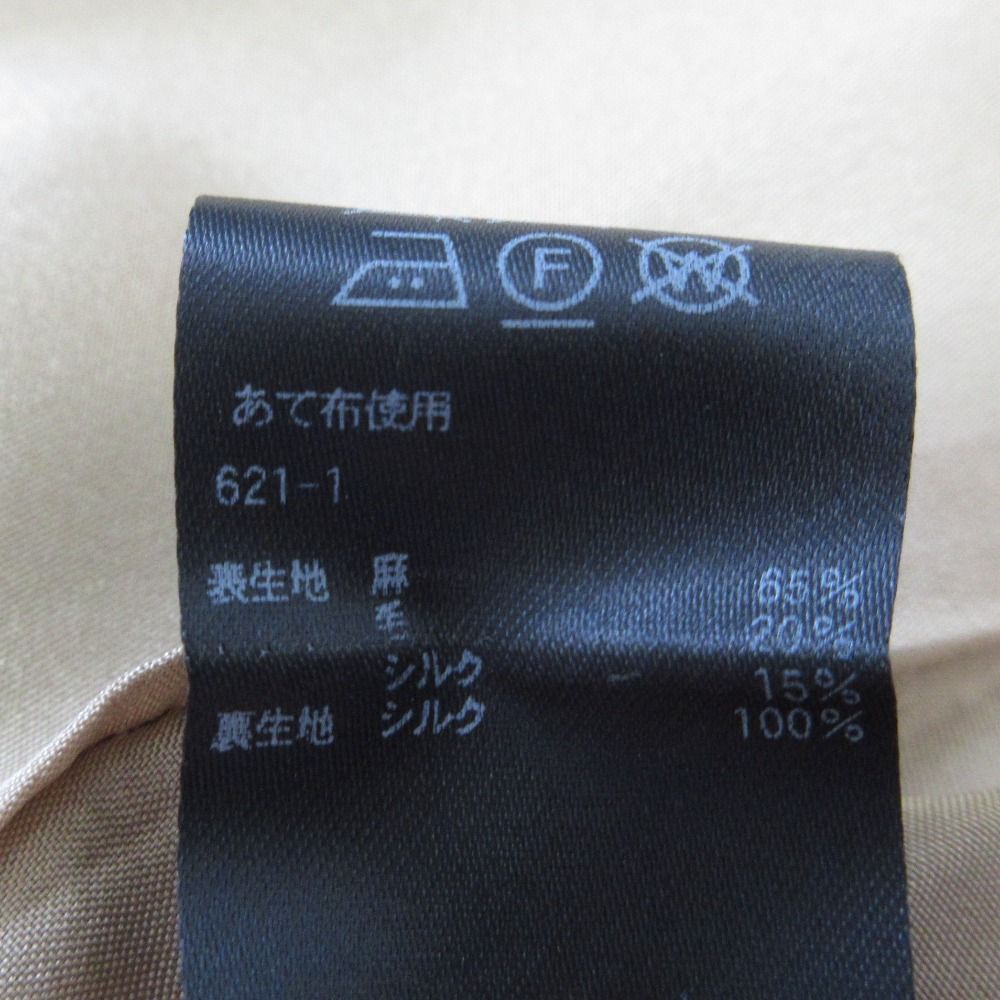 F W
あて布使用
621-1
表生地 麻 65%
毛 20%
シルク 15%
裏生地 シルク 100%